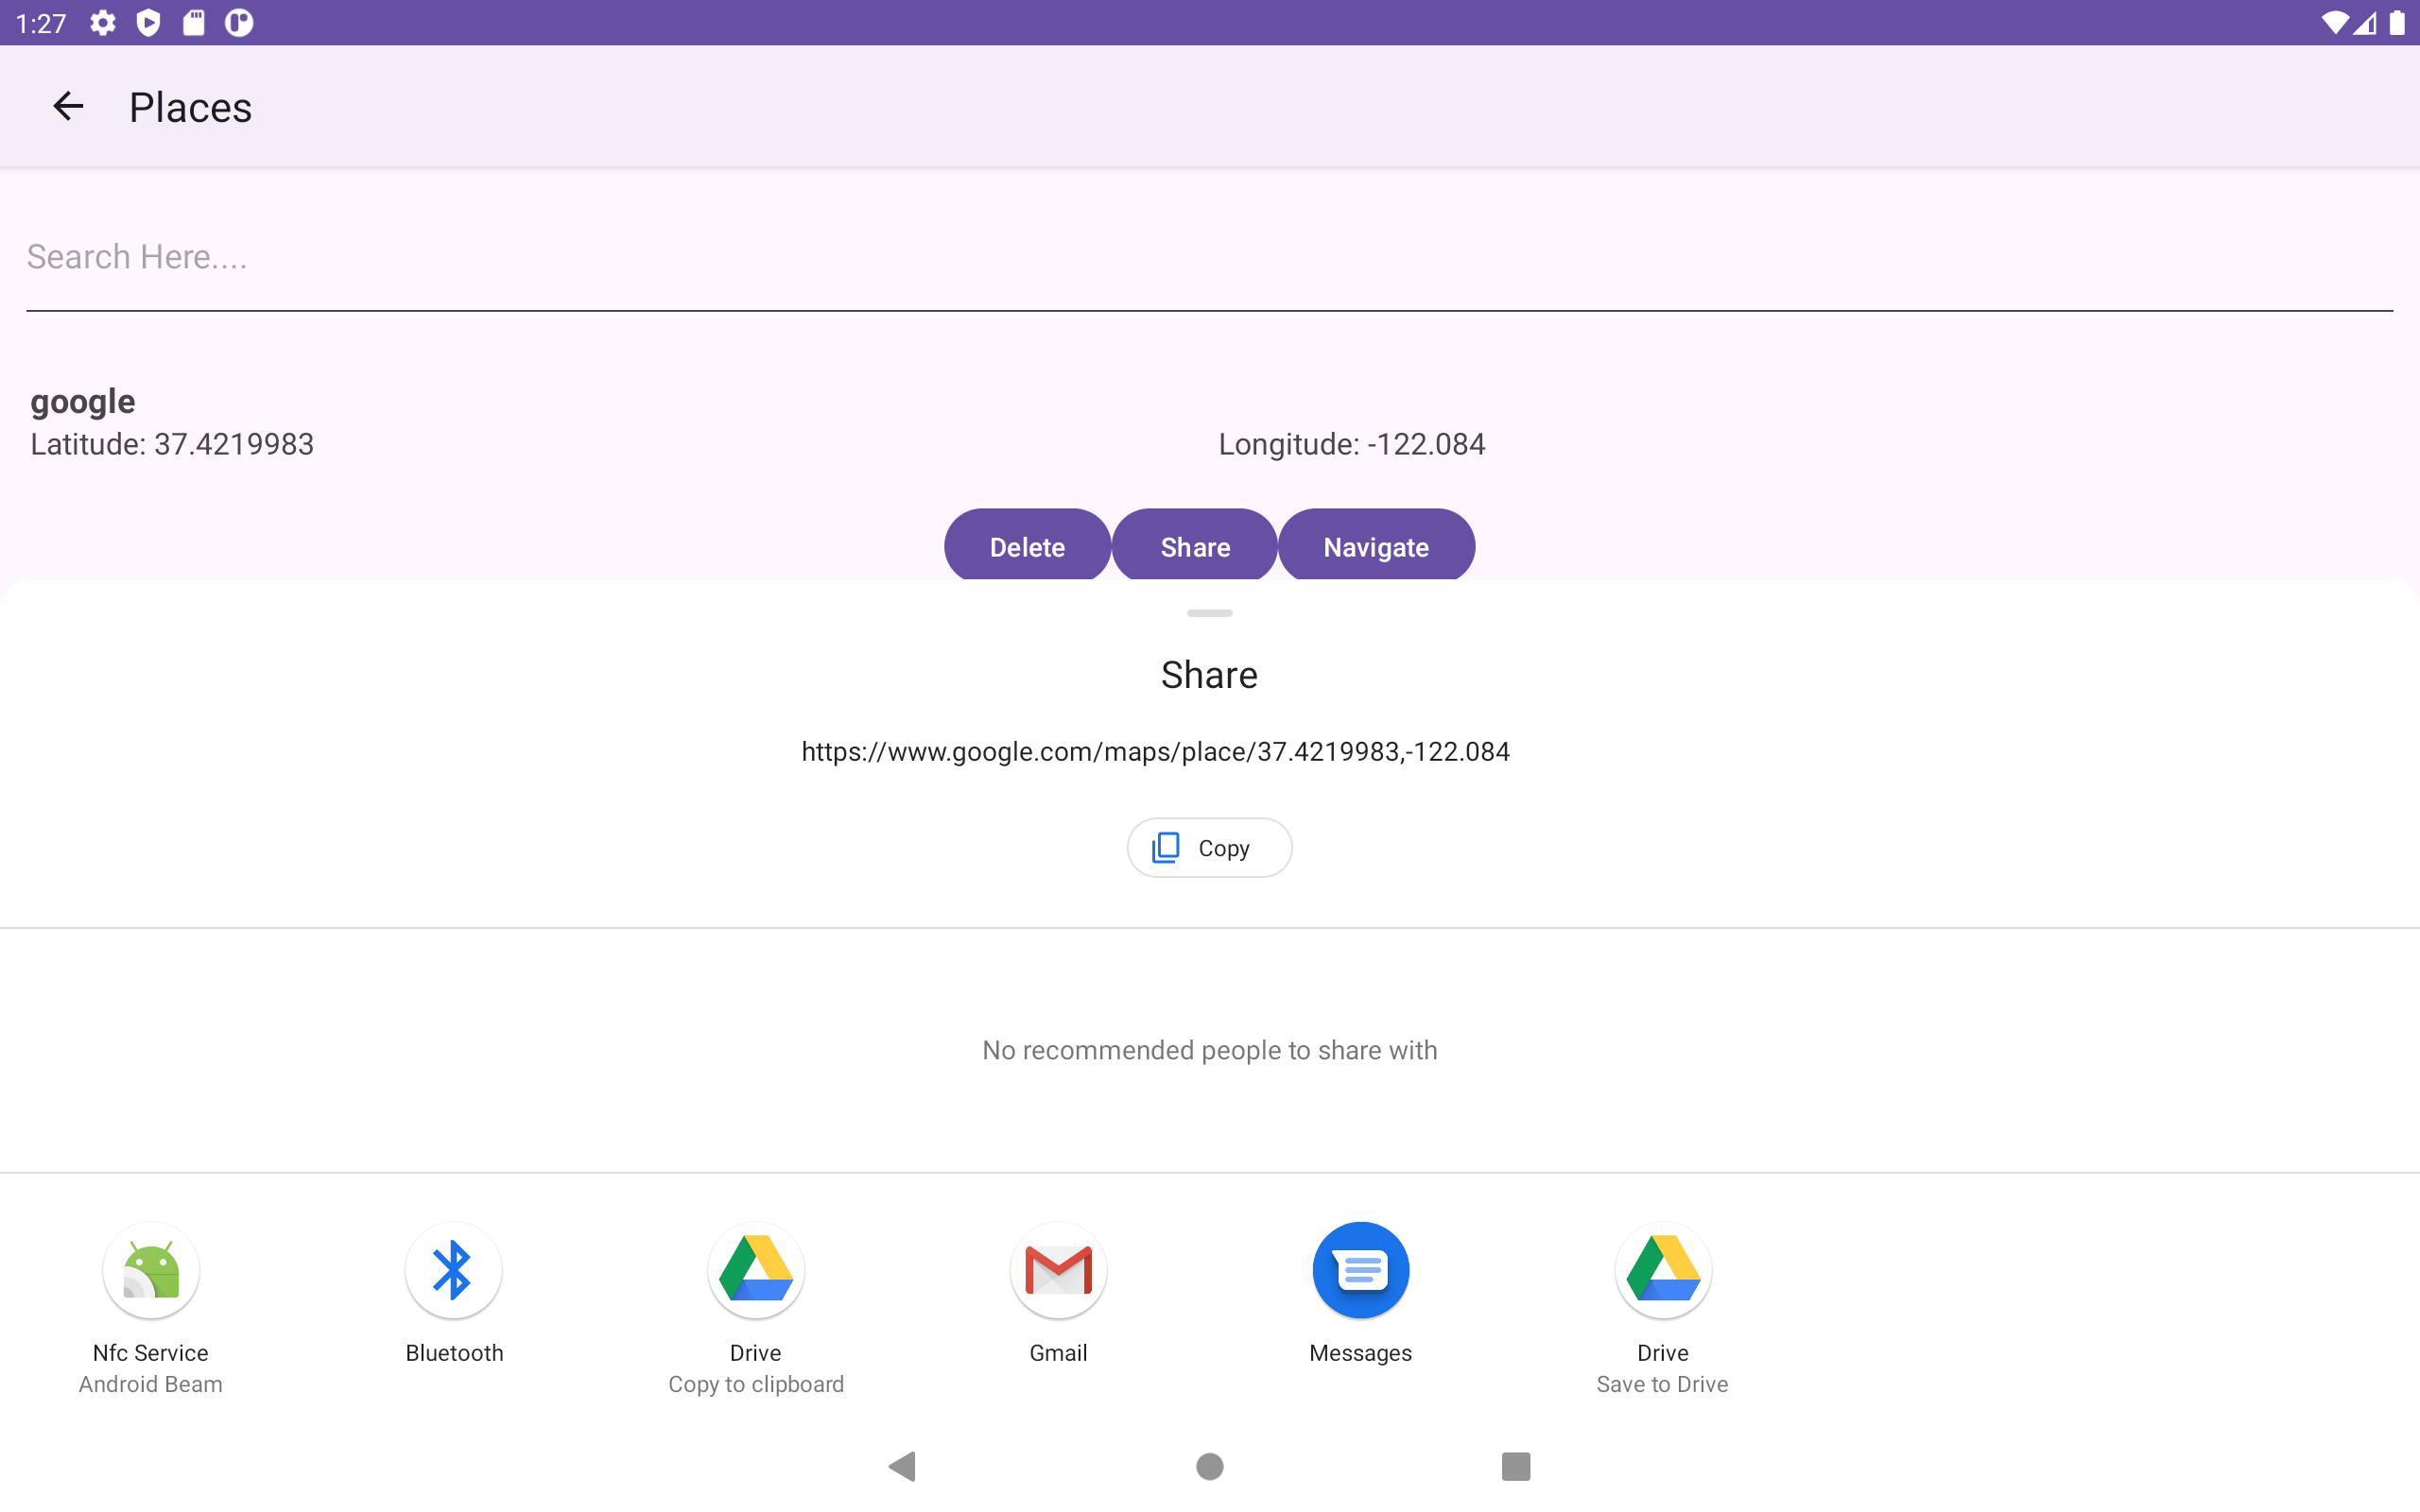 1:27
Places
Search Here....
google
Latitude: 37.4219983
Longitude: -122.084
Delete
Share
Navigate
Share
https://www.google.com/maps/place/37.4219983,-122.084
Copy
No recommended people to share with
Nfc Service
Android Beam
Bluetooth
Drive
Copy to clipboard
Gmail
Messages
Drive
Save to Drive